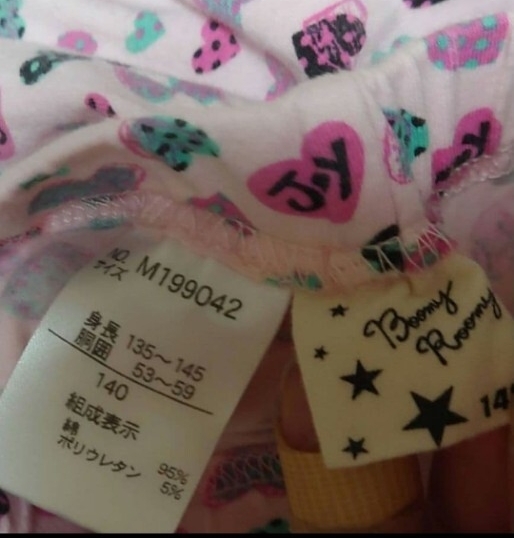 Joy
NO. M199042
サイズ
身長 135～145
胴囲 53～59
140
組成表示
綿 95%
ポリウレタン 5%
Boomy
Roomy